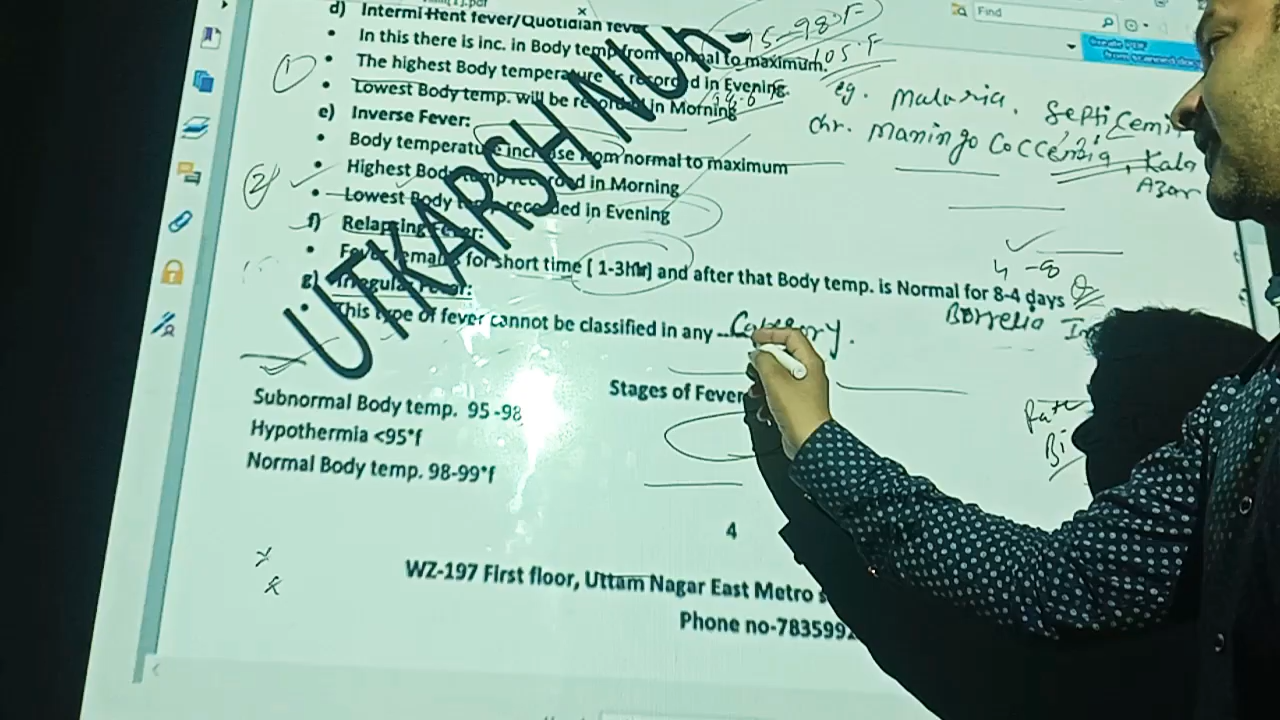 d) Intermittent fever/Quotidian fever
95-98°F
• In this there is inc. in Body temp from normal to maximum.
105°F
• The highest Body temperature is recorded in Evening.
eg. Malaria. Septicemi
• Lowest Body temp. will be recorded in Morning
chr. Maningo Coccemia, Kala Azar
e) Inverse Fever:
• Body temperature increase from normal to maximum
• Highest Body temp recorded in Morning
• Lowest Body temp recorded in Evening
f) Relapsing Fever:
• Fever remains for short time [ 1-3Hr] and after that Body temp. is Normal for 8-4 days
4-8
Borrelia
g) Irregular Fever:
This type of fever cannot be classified in any Category.
Stages of Fever
Subnormal Body temp. 95-98
Hypothermia <95*f
Normal Body temp. 98-99*f
4
WZ-197 First floor, Uttam Nagar East Metro
Phone no-783599
UTKARSH NUR
Find